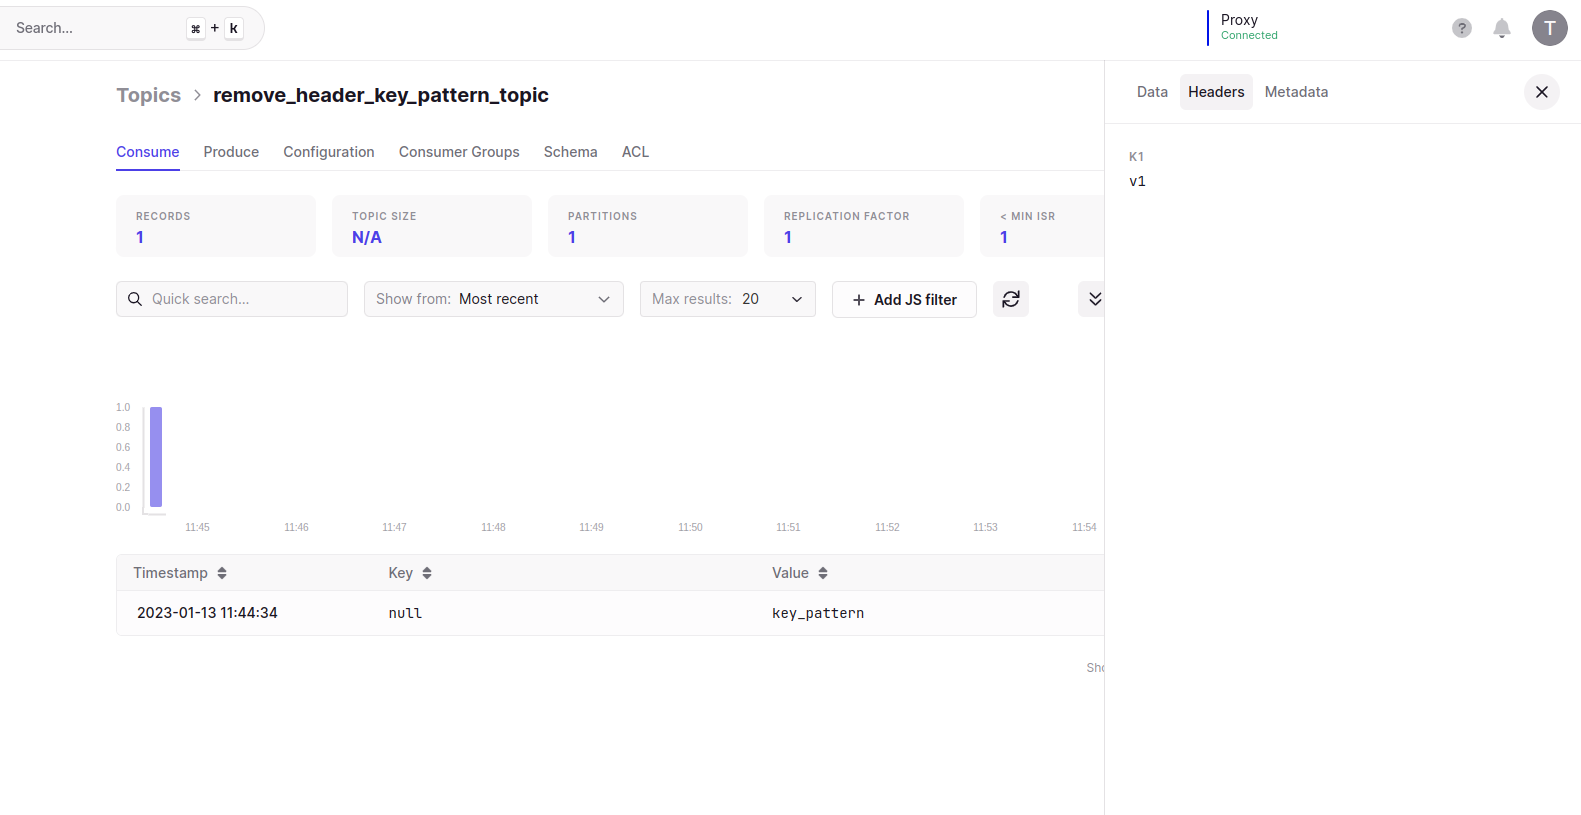 Search...
⌘ + k
Proxy
Connected
?
T
Topics > remove_header_key_pattern_topic
Data Headers Metadata
Consume Produce Configuration Consumer Groups Schema ACL
K1
v1
RECORDS
1
TOPIC SIZE
N/A
PARTITIONS
1
REPLICATION FACTOR
1
< MIN ISR
1
Quick search...
Show from: Most recent
Max results: 20
+ Add JS filter
1.0
0.8
0.6
0.4
0.2
0.0
11:45 11:46 11:47 11:48 11:49 11:50 11:51 11:52 11:53 11:54
Timestamp Key Value
2023-01-13 11:44:34 null key_pattern